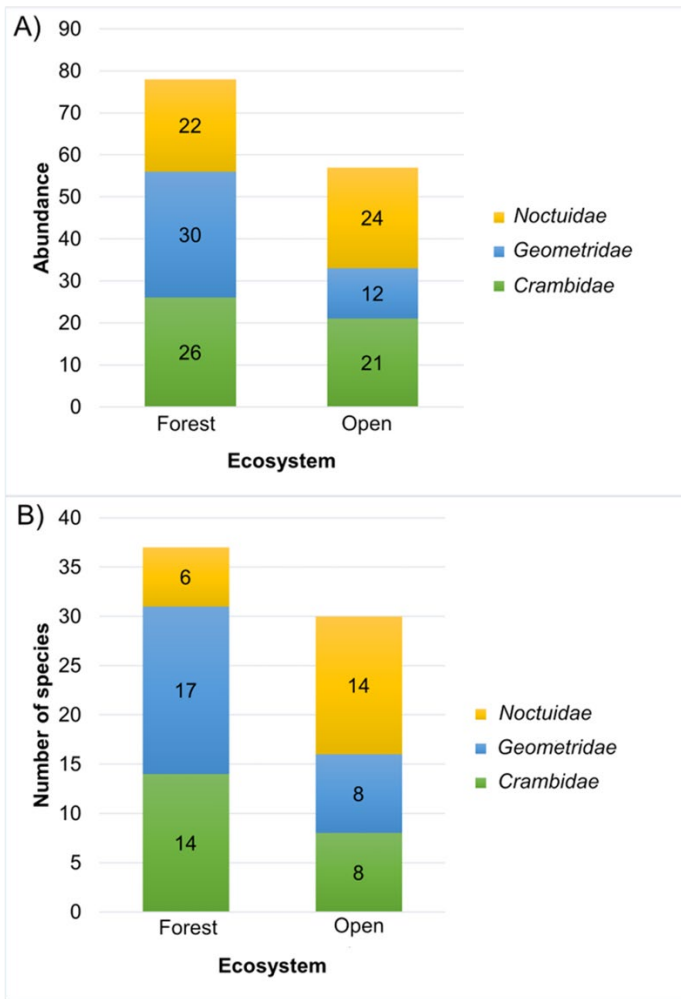 A)
Abundance
90
80
70
60
50
40
30
20
10
0
22
30
26
24
12
21
Forest
Open
Ecosystem
Noctuidae
Geometridae
Crambidae
B)
Number of species
40
35
30
25
20
15
10
5
0
6
17
14
14
8
8
Forest
Open
Ecosystem
Noctuidae
Geometridae
Crambidae